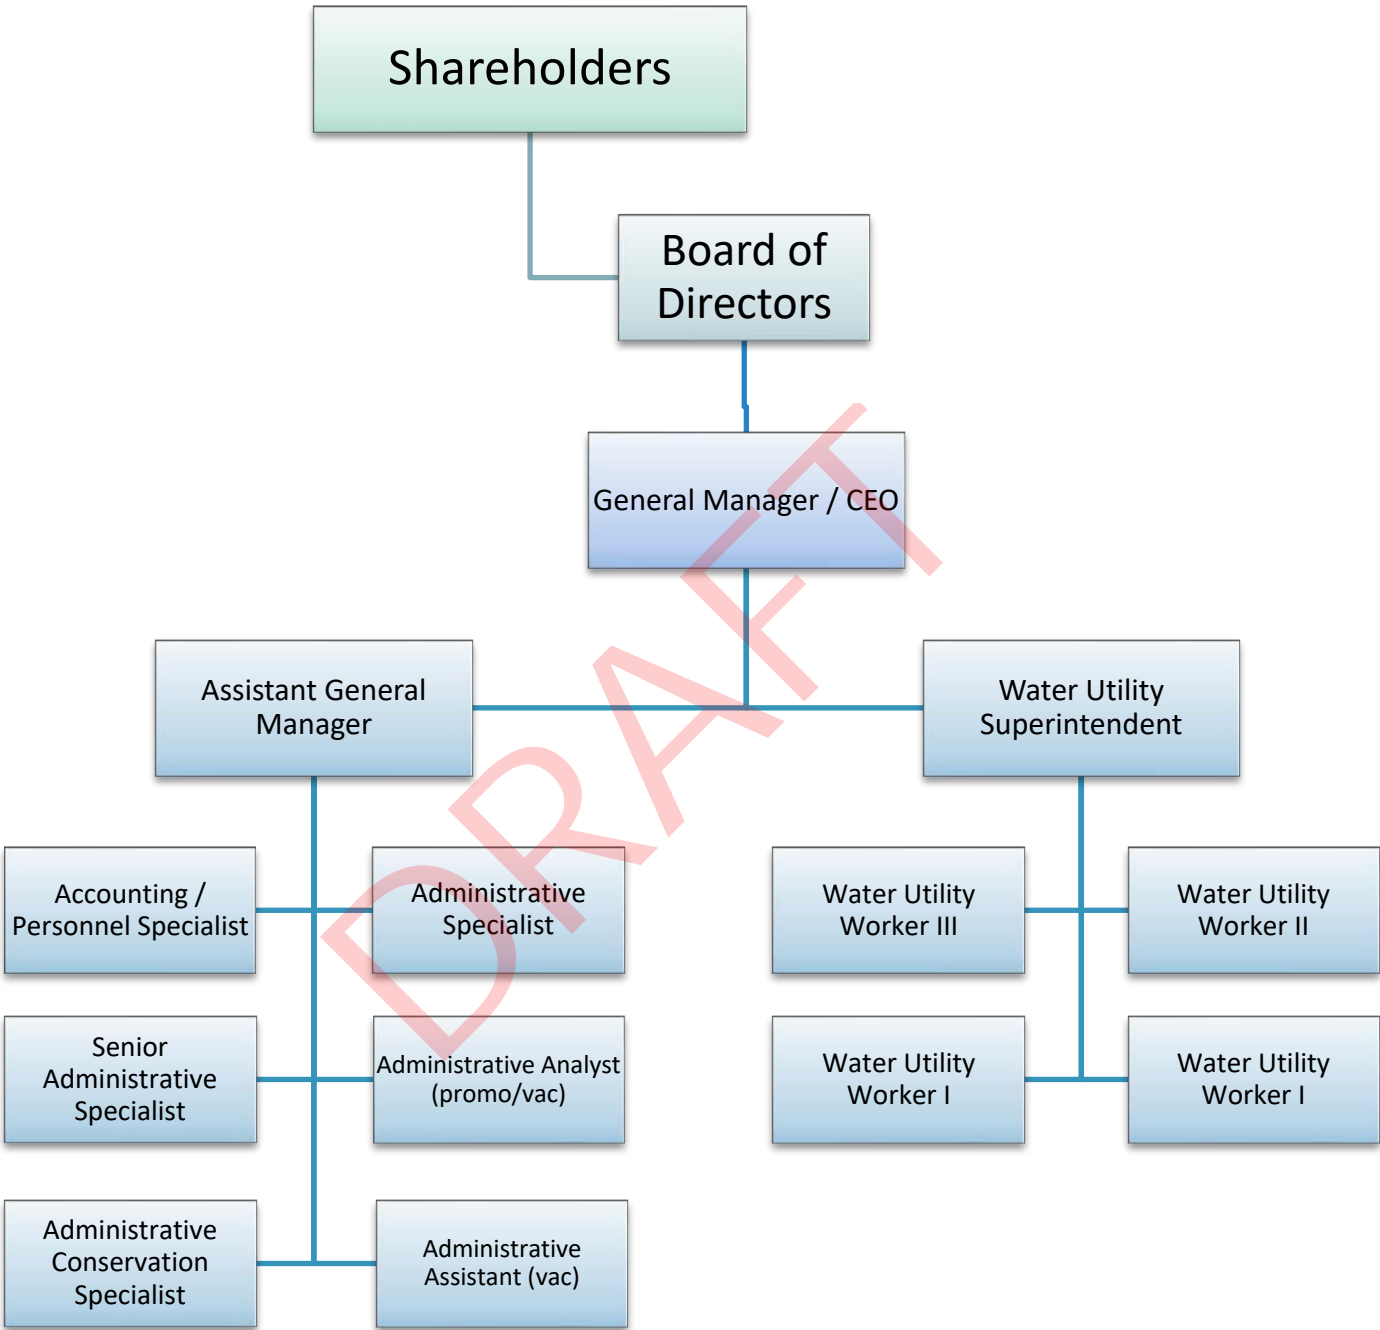 Shareholders
Board of
Directors
General Manager / CEO
Assistant General
Manager
Water Utility
Superintendent
Accounting /
Personnel Specialist
Administrative
Specialist
Water Utility
Worker III
Water Utility
Worker II
Senior
Administrative
Specialist
Administrative Analyst
(promo/vac)
Water Utility
Worker I
Water Utility
Worker I
Administrative
Conservation
Specialist
Administrative
Assistant (vac)
DRAFT